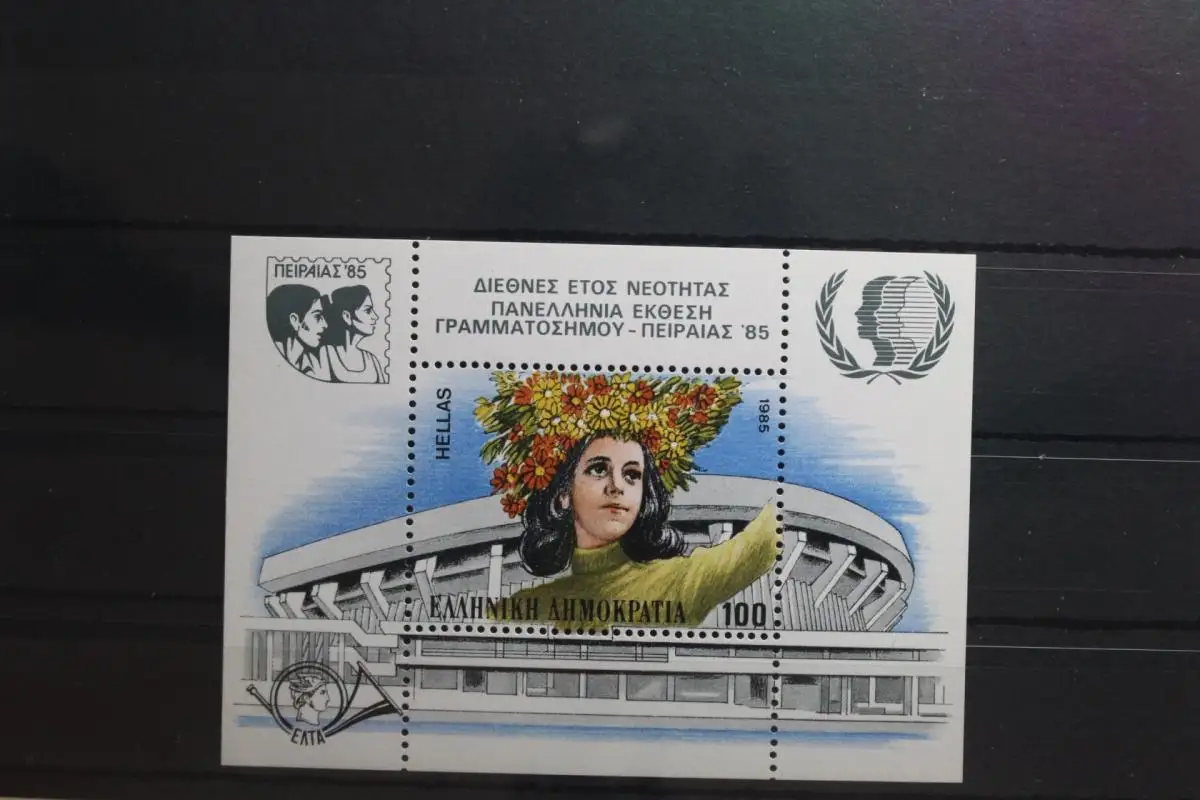 ΠΕΙΡΑΙΑΣ '85
ΔΙΕΘΝΕΣ ΕΤΟΣ ΝΕΟΤΗΤΑΣ
ΠΑΝΕΛΛΗΝΙΑ ΕΚΘΕΣΗ
ΓΡΑΜΜΑΤΟΣΗΜΟΥ - ΠΕΙΡΑΙΑΣ '85
HELLAS
1985
ΕΛΛΗΝΙΚΗ ΔΗΜΟΚΡΑΤΙΑ 100
ΕΛΤΑ